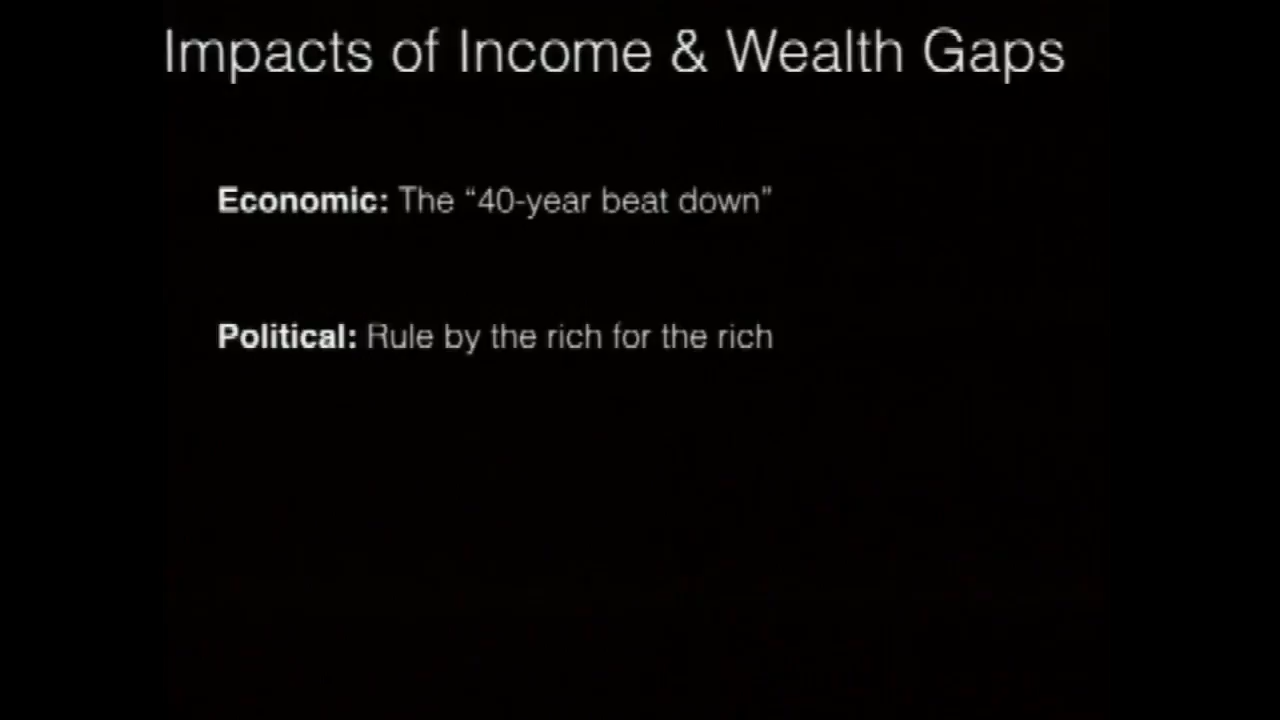 Impacts of Income & Wealth Gaps
Economic: The “40-year beat down”
Political: Rule by the rich for the rich